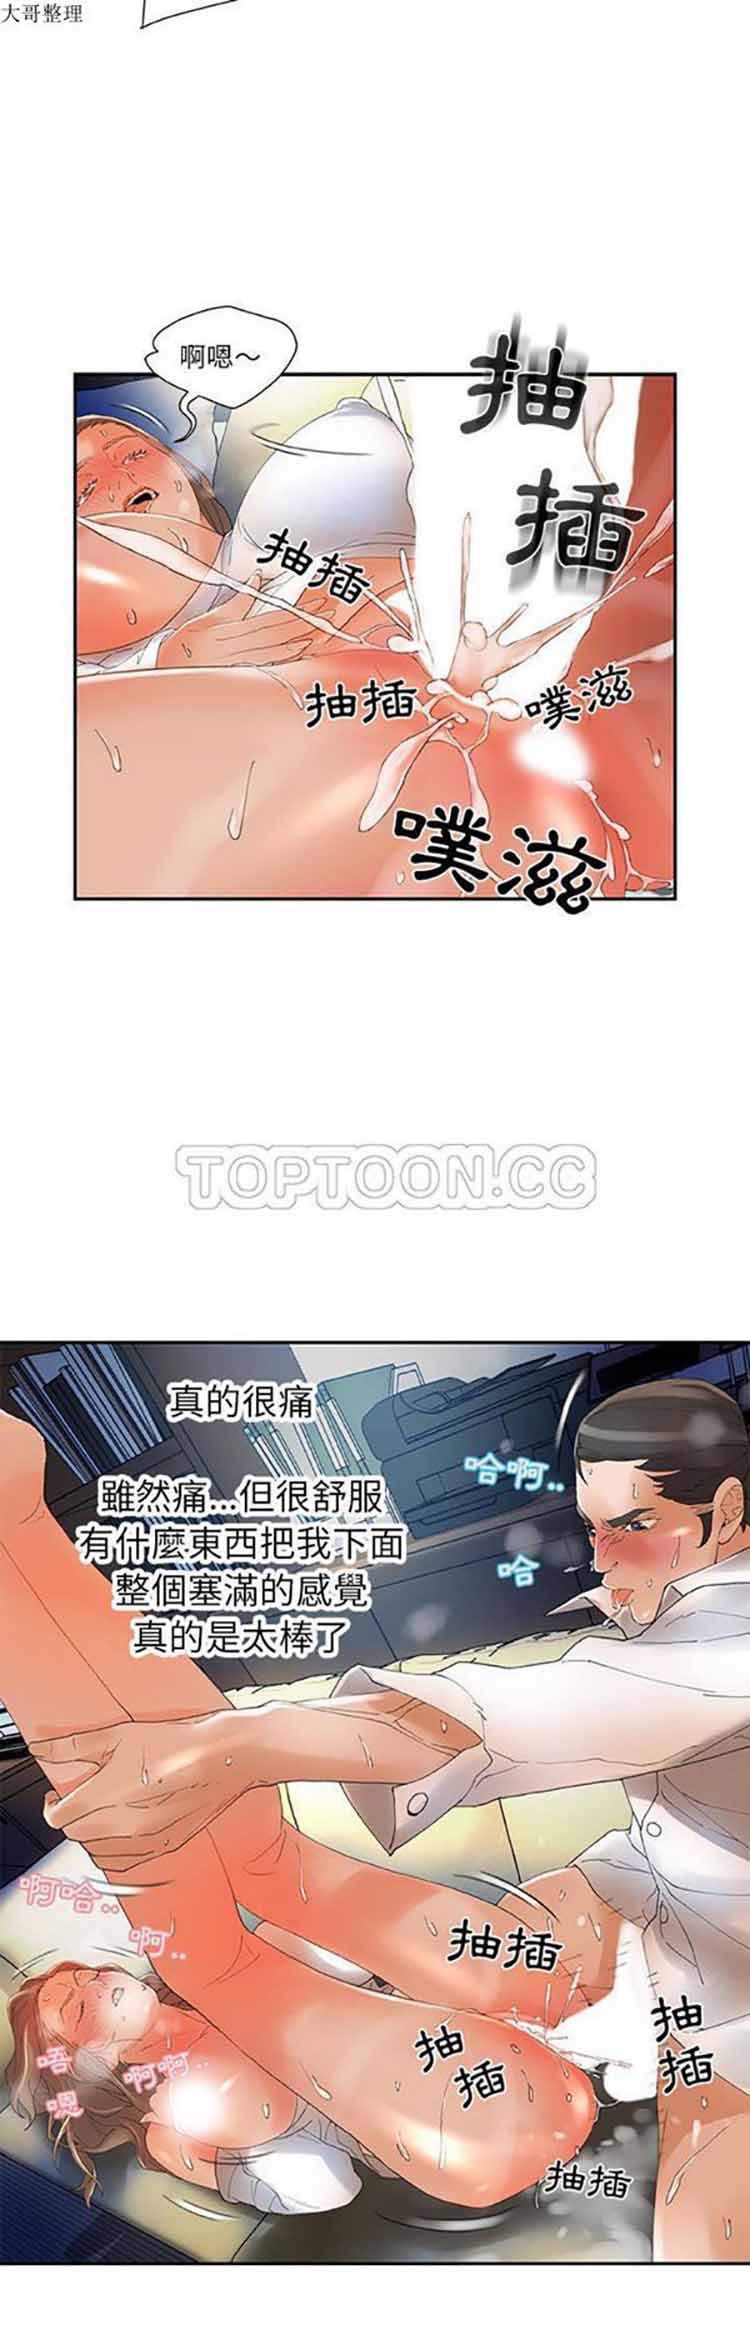 大哥整理
啊嗯～
抽
插
抽插
抽插
噗滋
噗滋
TOPTOON.CC
真的很痛
哈啊..
哈
雖然痛...但很舒服
有什麼東西把我下面
整個塞滿的感覺
真的是太棒了
啊哈..
啊..
抽插
唔
嗯
啊啊..
抽
插
抽
插
抽插